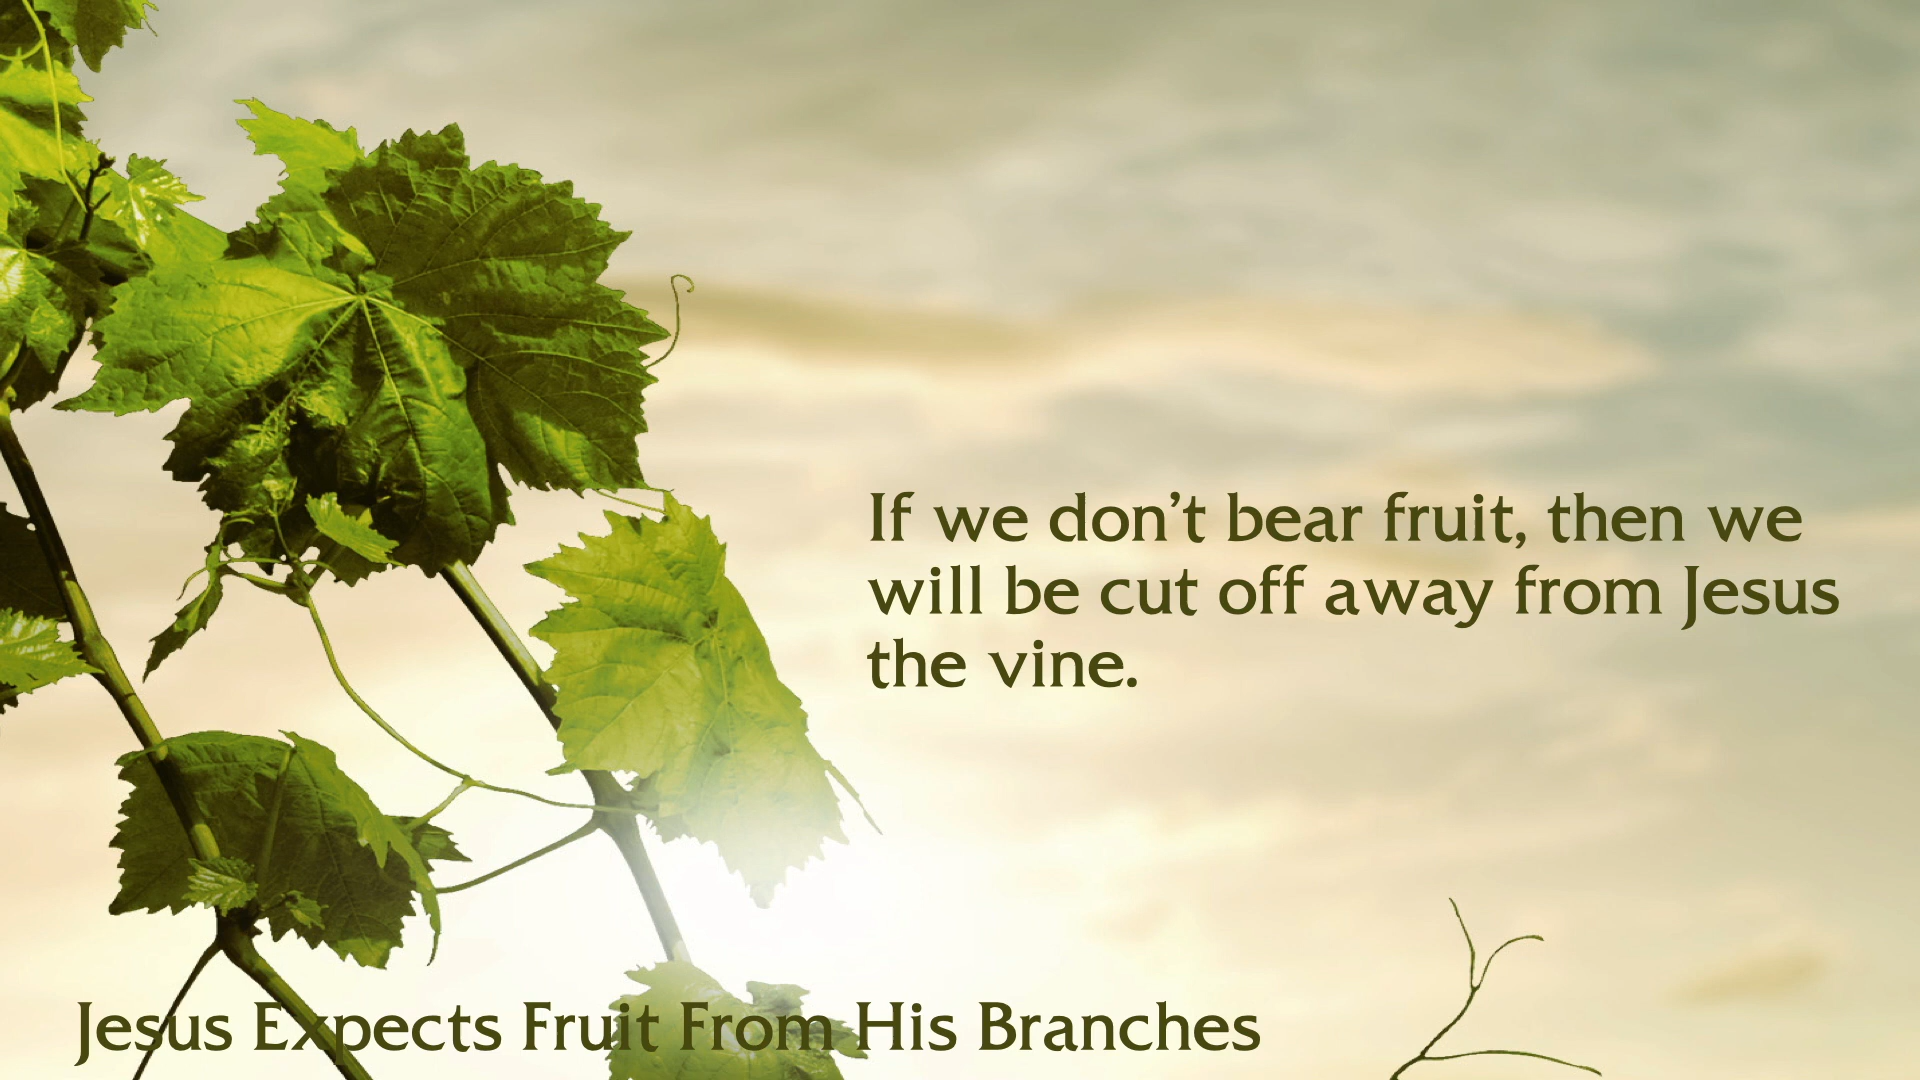 If we don’t bear fruit, then we
will be cut off away from Jesus
the vine.
Jesus Expects Fruit From His Branches